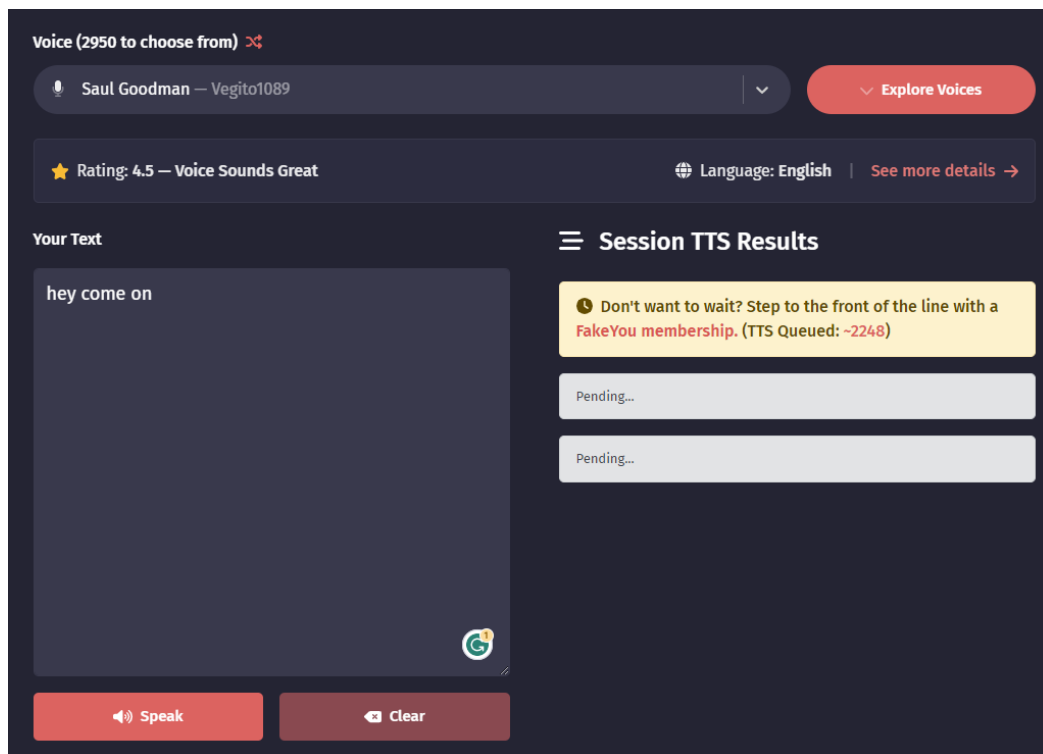 Voice (2950 to choose from)
Saul Goodman — Vegito1089
Explore Voices
Rating: 4.5 — Voice Sounds Great
Language: English | See more details →
Your Text
hey come on
1
Speak
Clear
Session TTS Results
Don't want to wait? Step to the front of the line with a
FakeYou membership. (TTS Queued: ~2248)
Pending...
Pending...